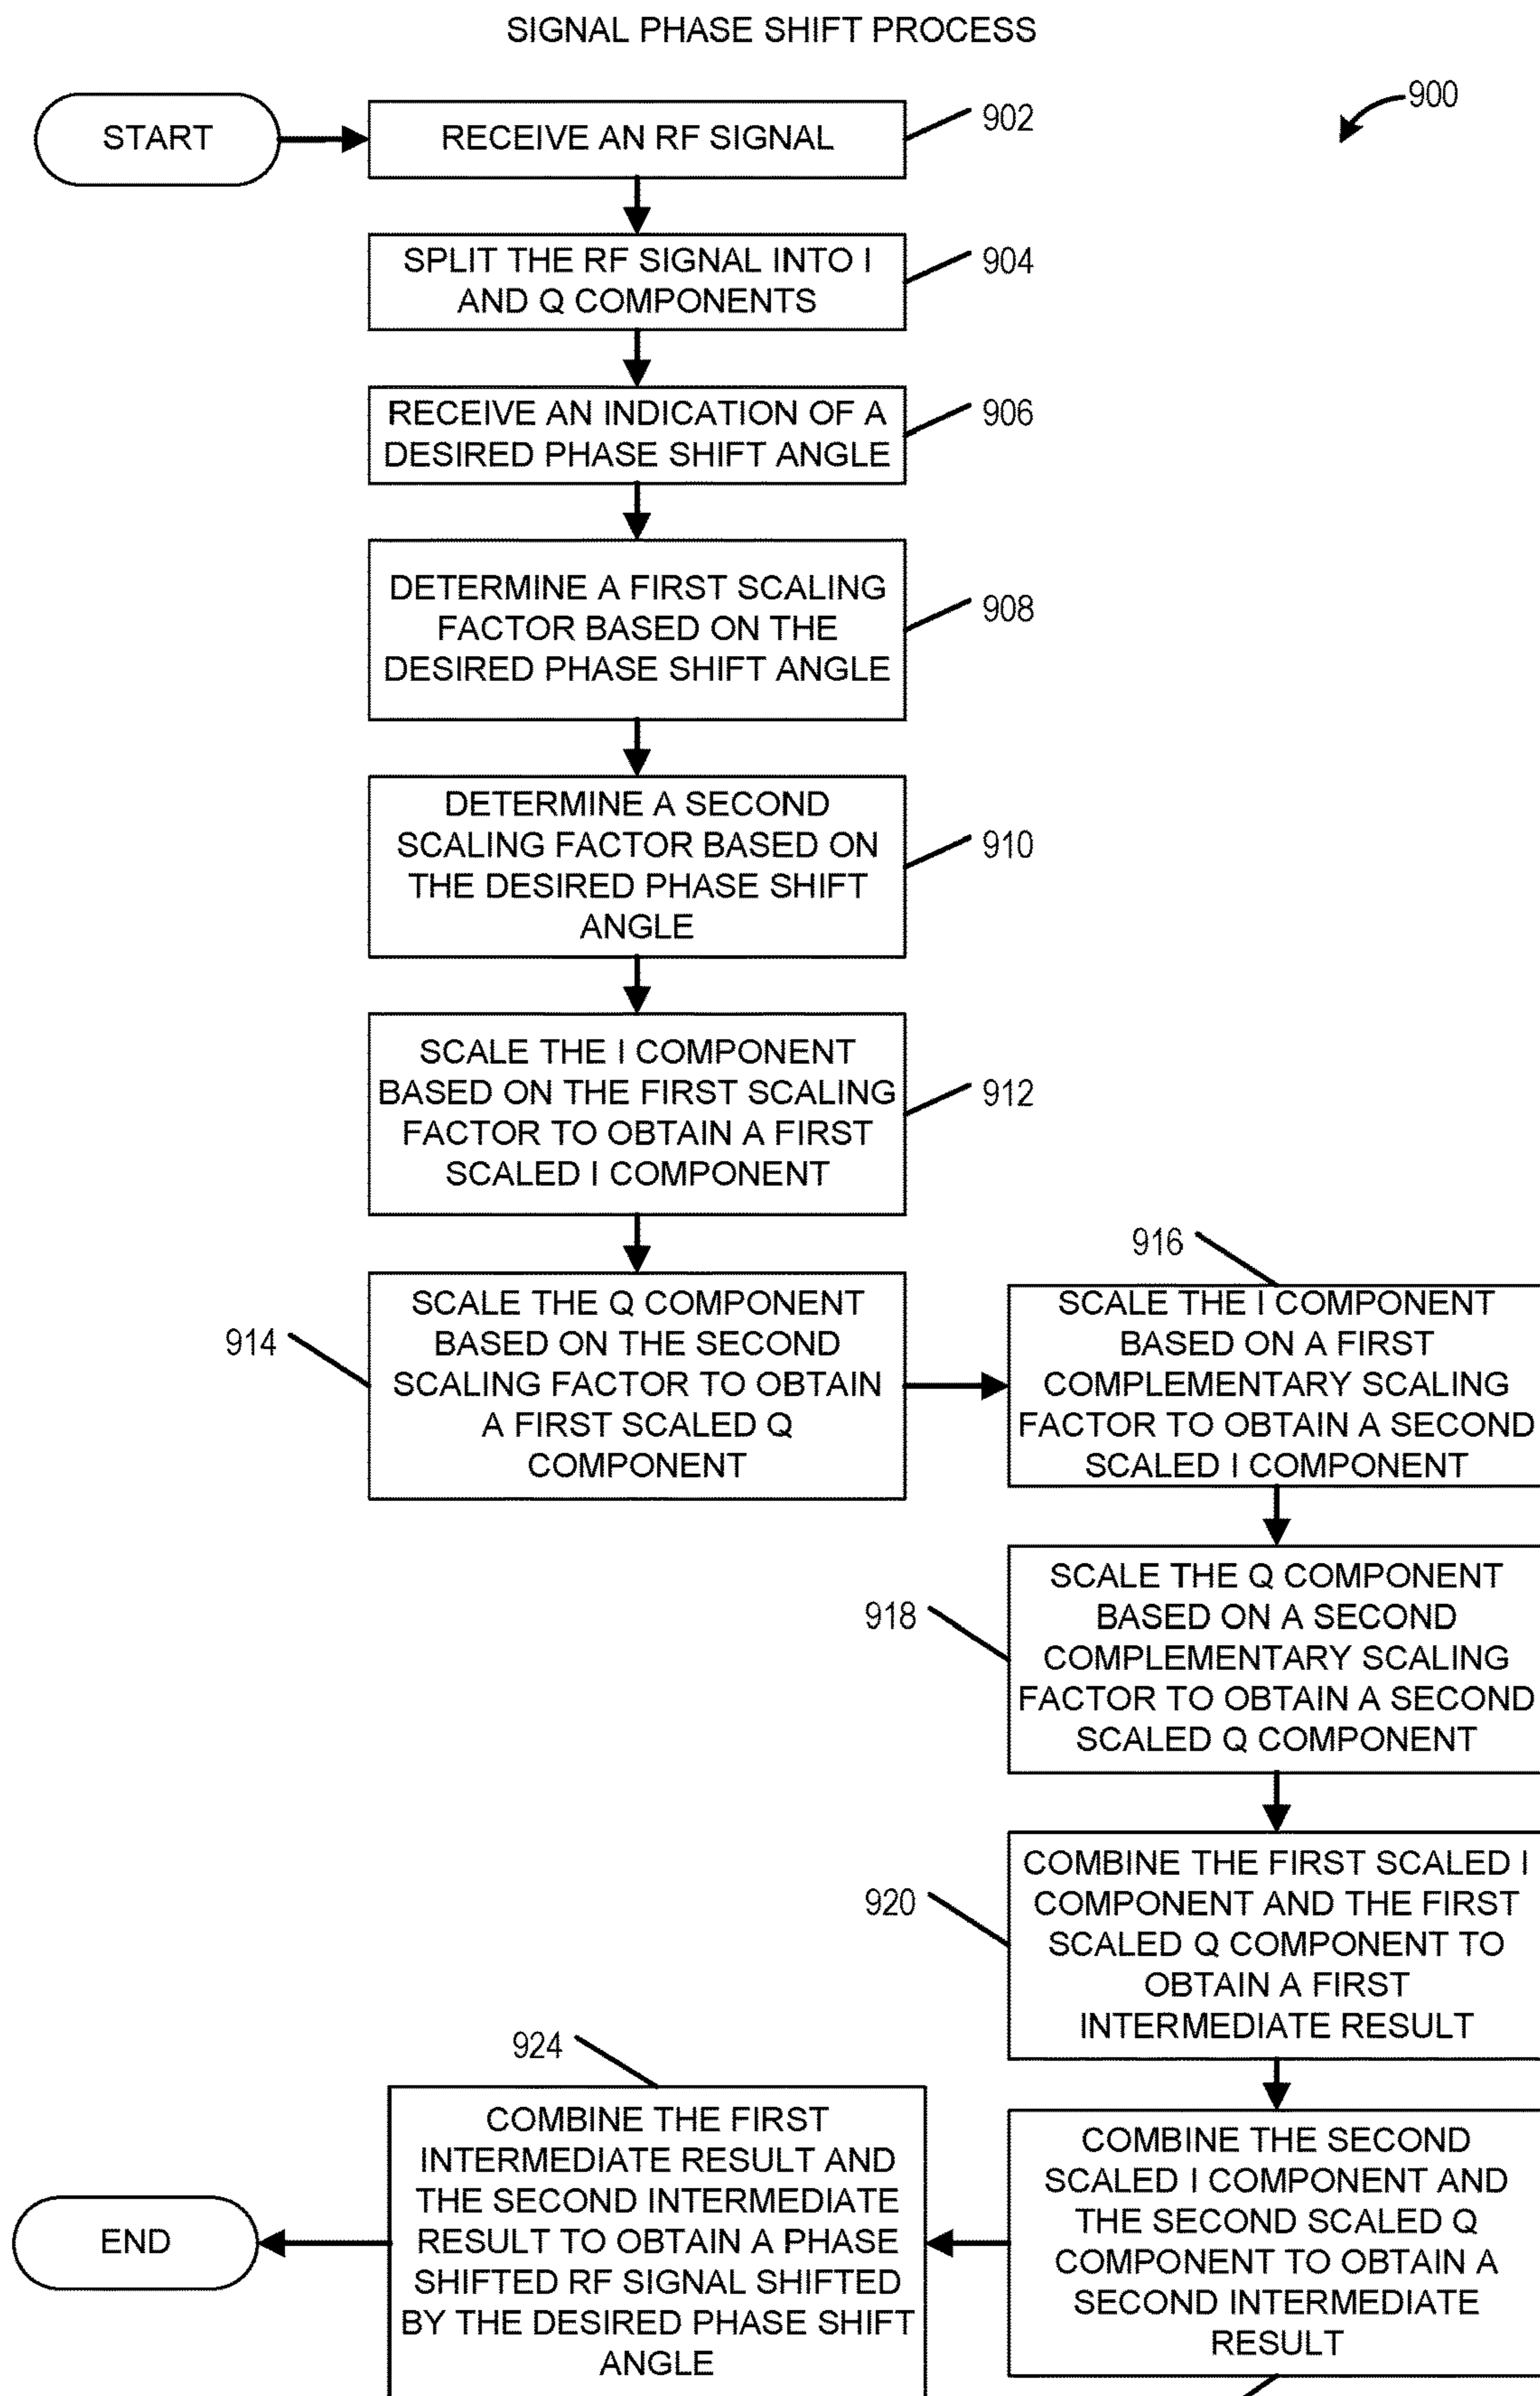 SIGNAL PHASE SHIFT PROCESS
900
START
RECEIVE AN RF SIGNAL
902
SPLIT THE RF SIGNAL INTO I
AND Q COMPONENTS
904
RECEIVE AN INDICATION OF A
DESIRED PHASE SHIFT ANGLE
906
DETERMINE A FIRST SCALING
FACTOR BASED ON THE
DESIRED PHASE SHIFT ANGLE
908
DETERMINE A SECOND
SCALING FACTOR BASED ON
THE DESIRED PHASE SHIFT
ANGLE
910
SCALE THE I COMPONENT
BASED ON THE FIRST SCALING
FACTOR TO OBTAIN A FIRST
SCALED I COMPONENT
912
914
SCALE THE Q COMPONENT
BASED ON THE SECOND
SCALING FACTOR TO OBTAIN
A FIRST SCALED Q
COMPONENT
916
SCALE THE I COMPONENT
BASED ON A FIRST
COMPLEMENTARY SCALING
FACTOR TO OBTAIN A SECOND
SCALED I COMPONENT
918
SCALE THE Q COMPONENT
BASED ON A SECOND
COMPLEMENTARY SCALING
FACTOR TO OBTAIN A SECOND
SCALED Q COMPONENT
920
COMBINE THE FIRST SCALED I
COMPONENT AND THE FIRST
SCALED Q COMPONENT TO
OBTAIN A FIRST
INTERMEDIATE RESULT
COMBINE THE SECOND
SCALED I COMPONENT AND
THE SECOND SCALED Q
COMPONENT TO OBTAIN A
SECOND INTERMEDIATE
RESULT
924
COMBINE THE FIRST
INTERMEDIATE RESULT AND
THE SECOND INTERMEDIATE
RESULT TO OBTAIN A PHASE
SHIFTED RF SIGNAL SHIFTED
BY THE DESIRED PHASE SHIFT
ANGLE
END